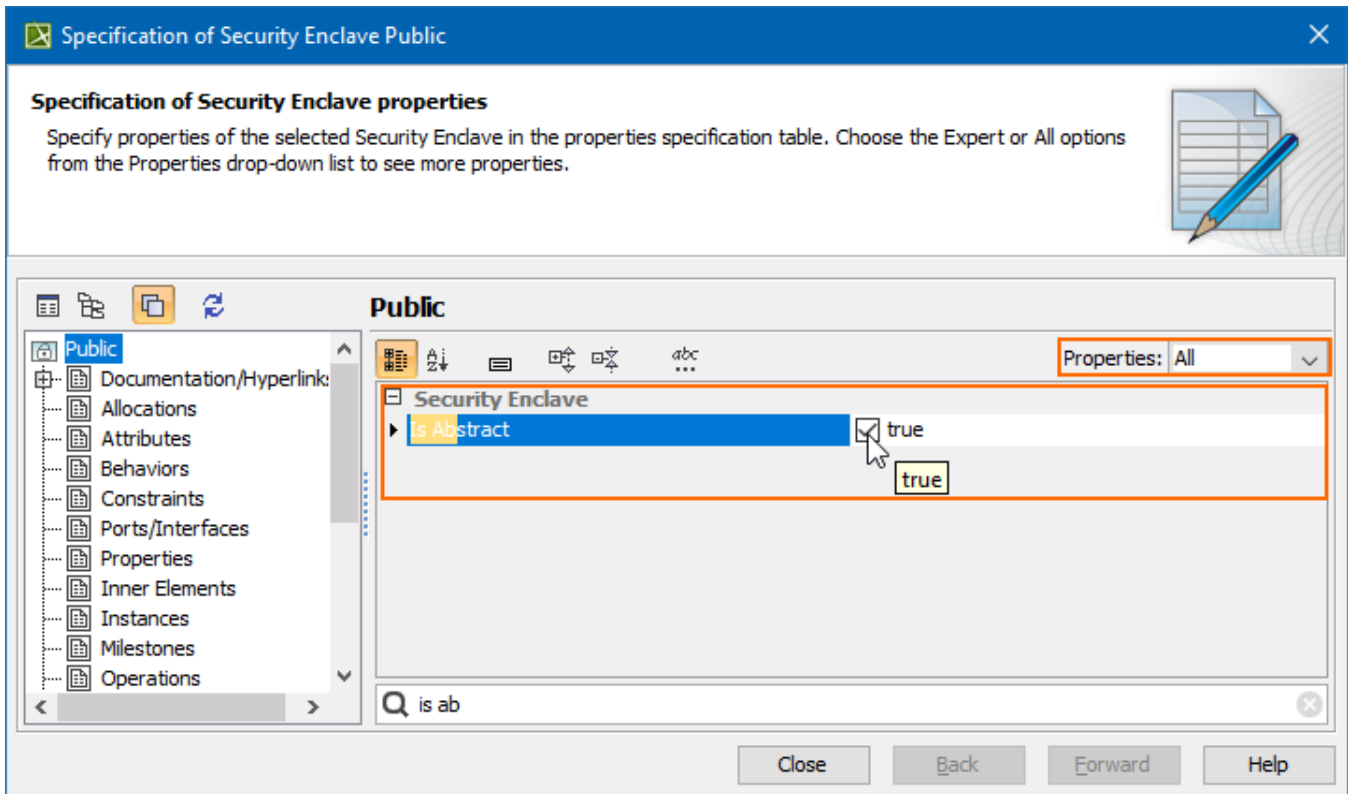 Specification of Security Enclave Public
Specification of Security Enclave properties
Specify properties of the selected Security Enclave in the properties specification table. Choose the Expert or All options
from the Properties drop-down list to see more properties.
Public
Public
Documentation/Hyperlinks
Allocations
Attributes
Behaviors
Constraints
Ports/Interfaces
Properties
Inner Elements
Instances
Milestones
Operations
abc
Properties: All
Security Enclave
Is Abstract true
true
is ab
Close Back Forward Help